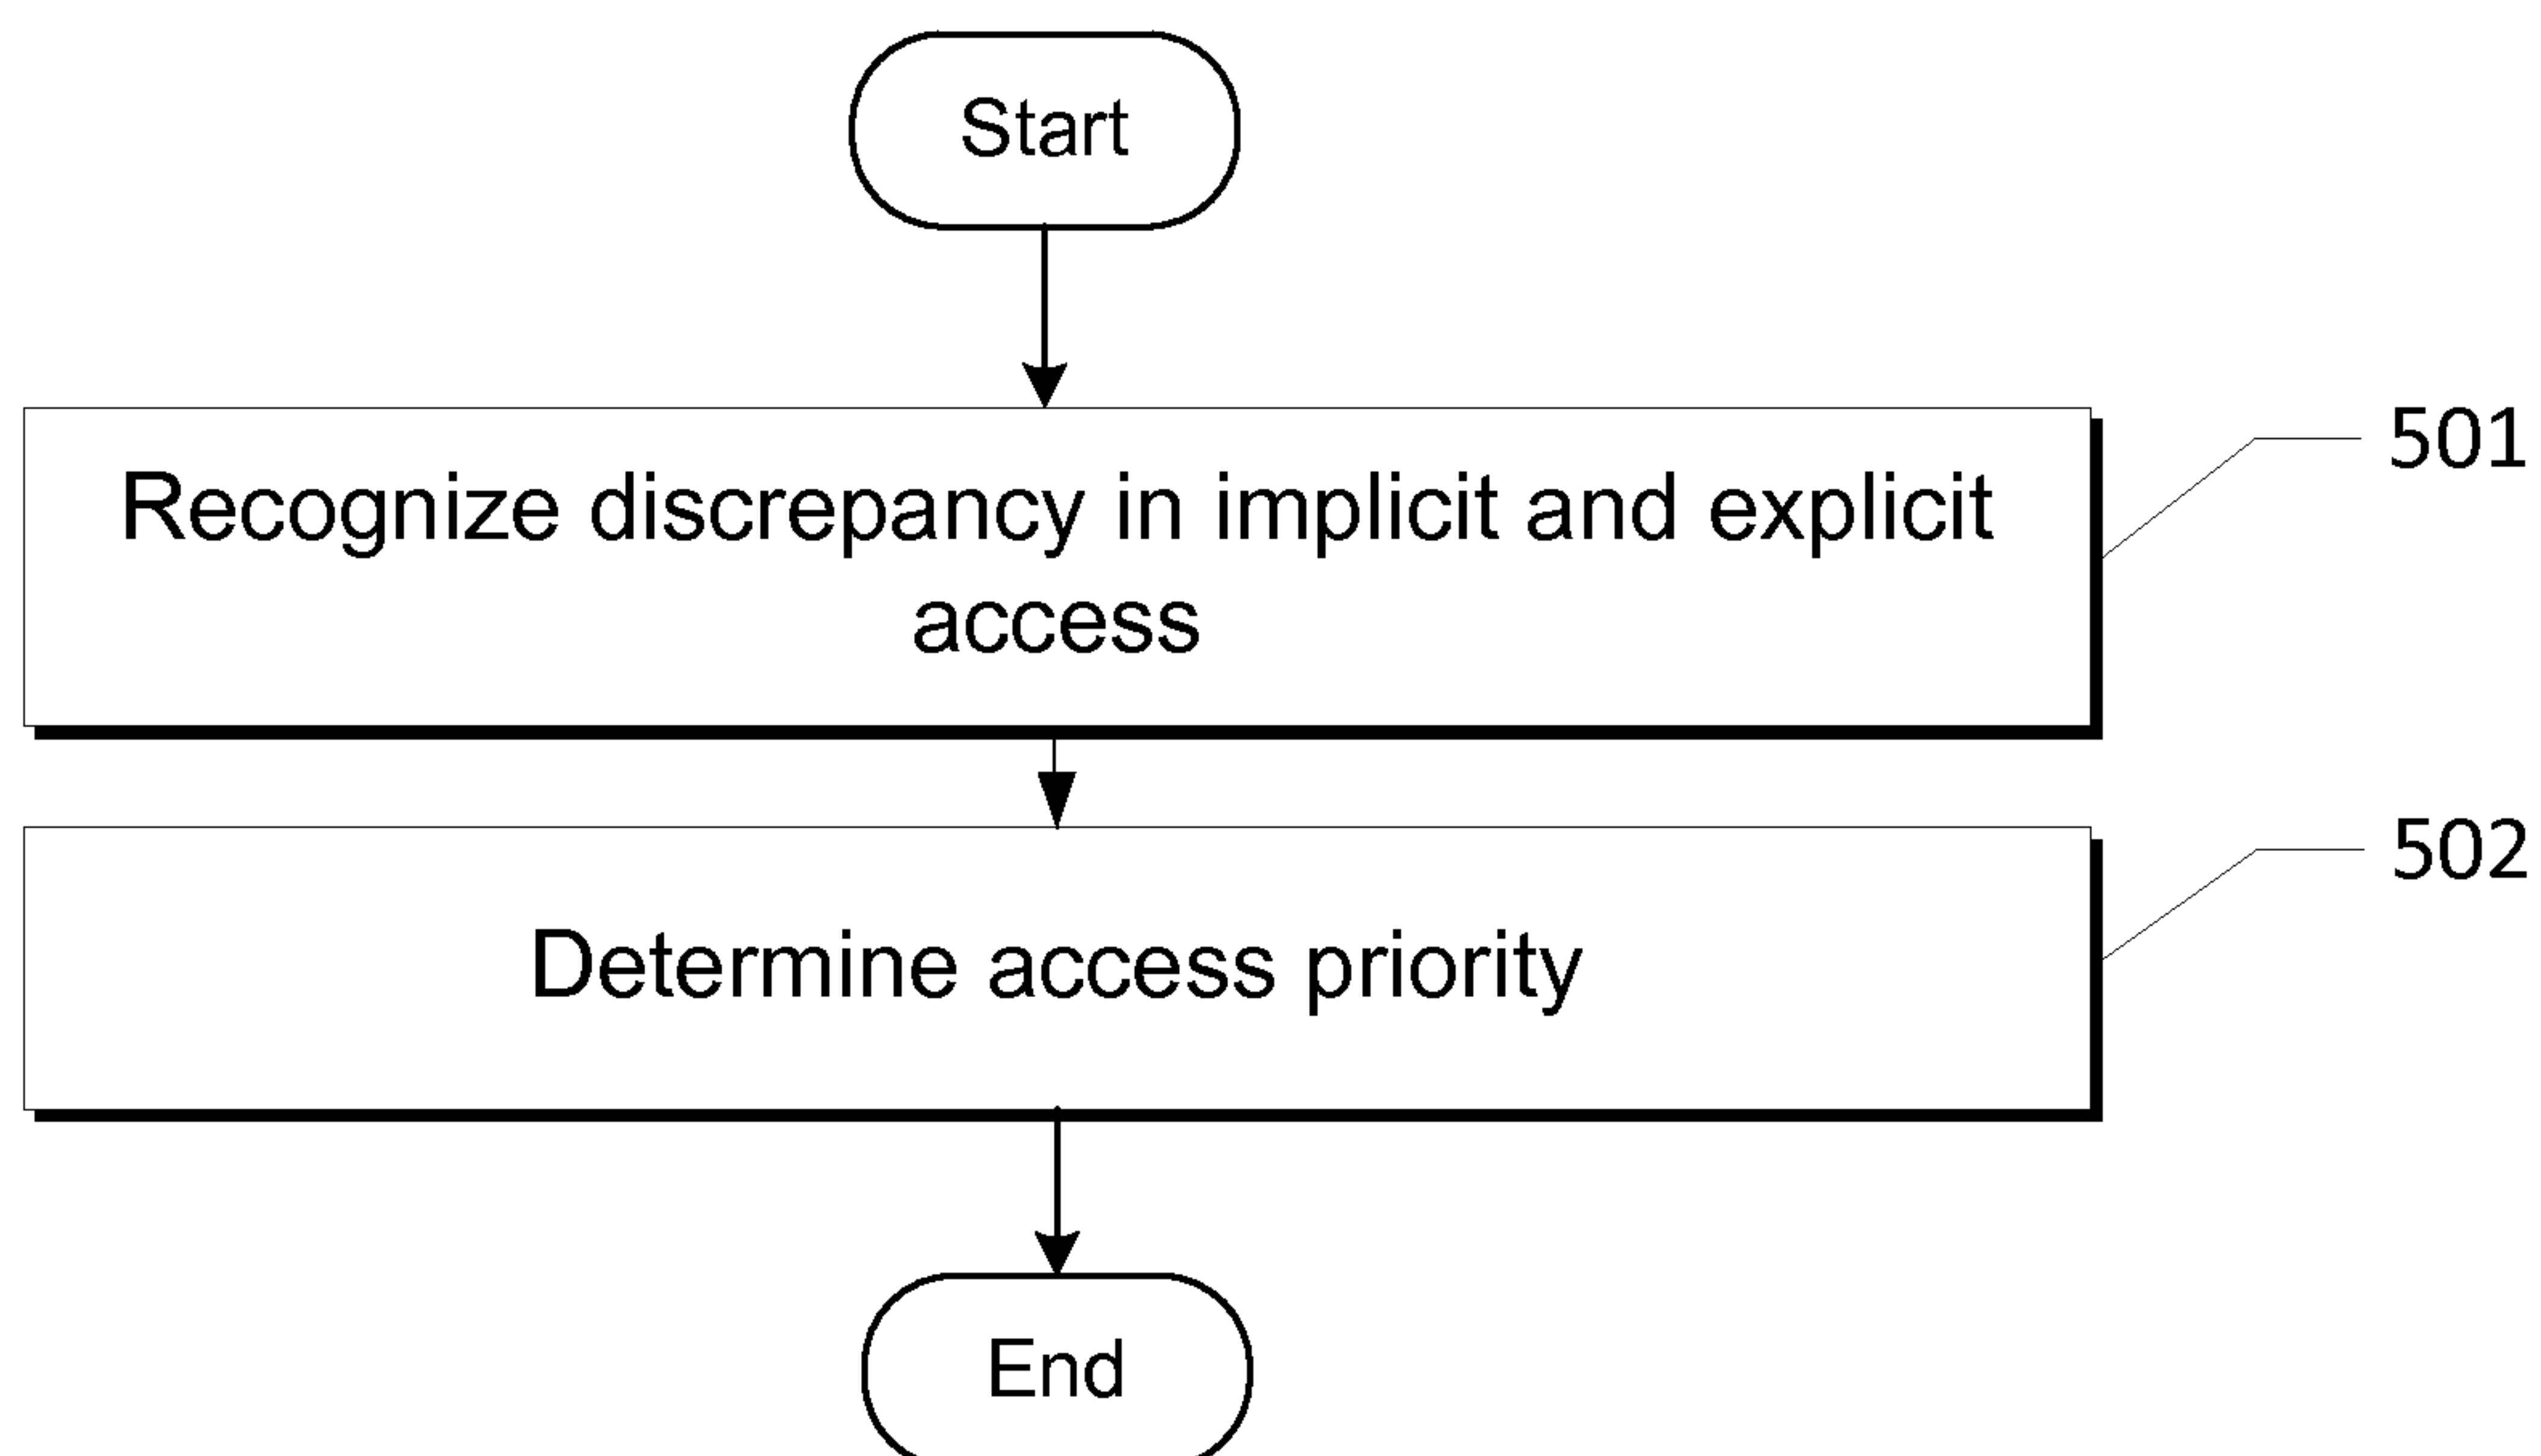 Start
Recognize discrepancy in implicit and explicit
access
501
Determine access priority
502
End